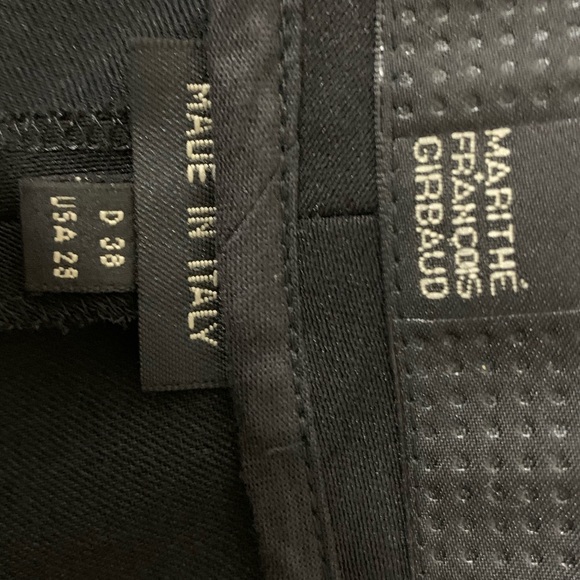 MARITHÉ
+
FRANÇOIS
GIRBAUD
MADE IN ITALY
D 38
USA 28